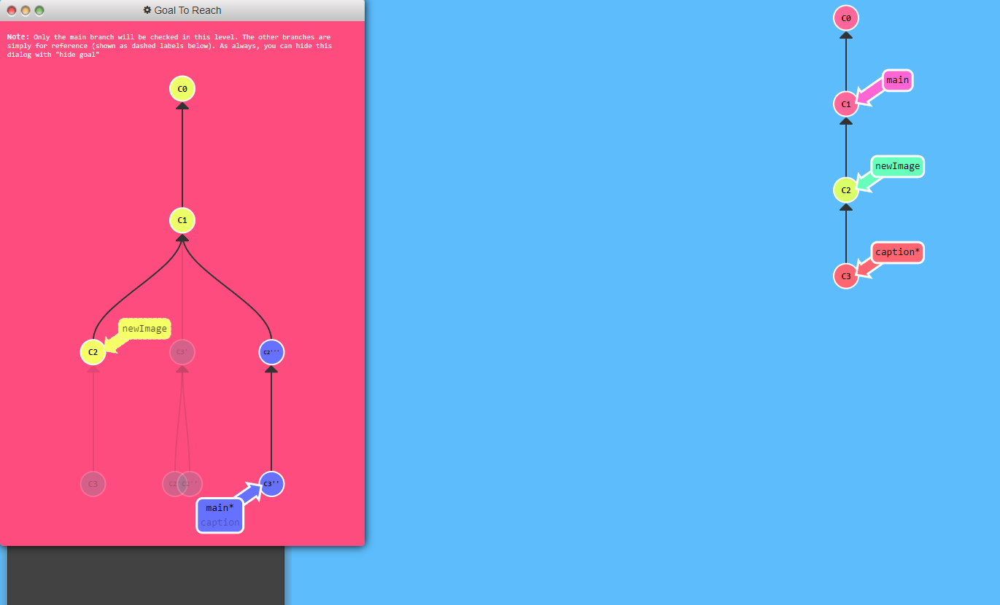 Goal To Reach
Note: Only the main branch will be checked in this level. The other branches are
simply for reference (shown as dashed labels below). As always, you can hide this
dialog with "hide goal"
C0
C1
newImage
C2
C3'
C2'''
C3
C2'
C2''
C3''
main*
caption
C0
main
C1
newImage
C2
caption*
C3